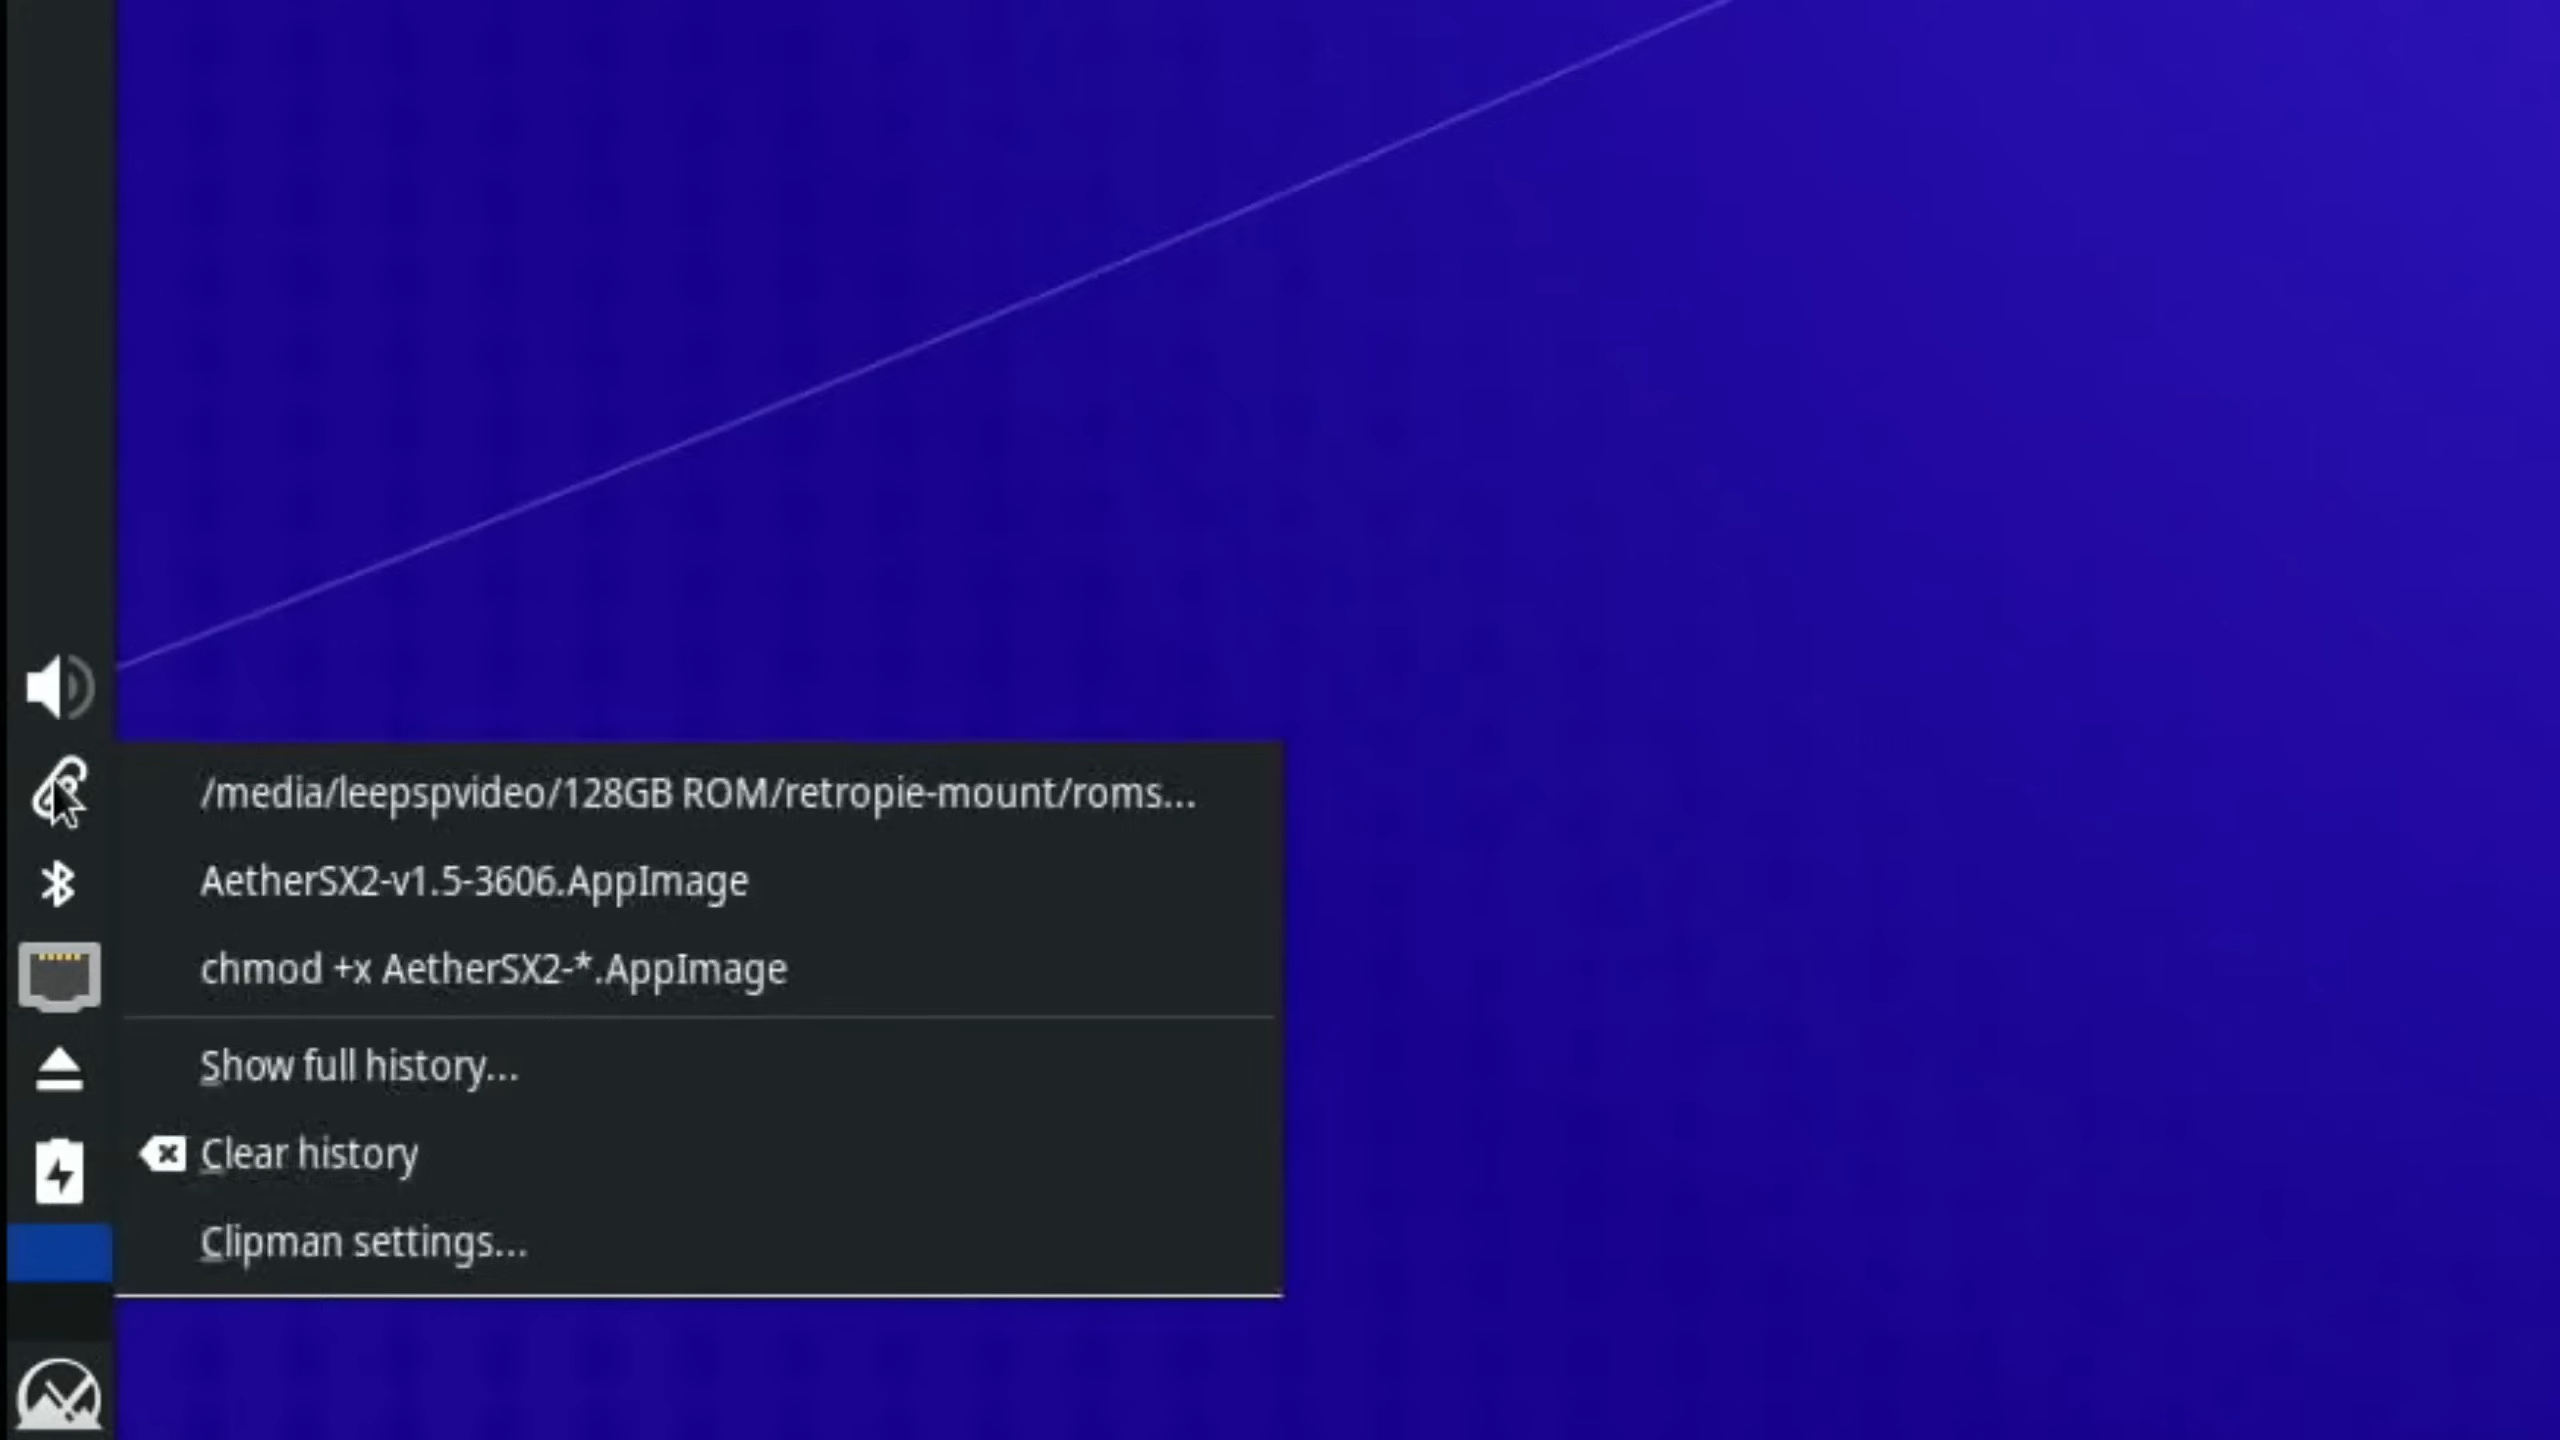 /media/leepspvideo/128GB ROM/retropie-mount/roms...
AetherSX2-v1.5-3606.AppImage
chmod +x AetherSX2-*.AppImage
Show full history...
Clear history
Clipman settings...